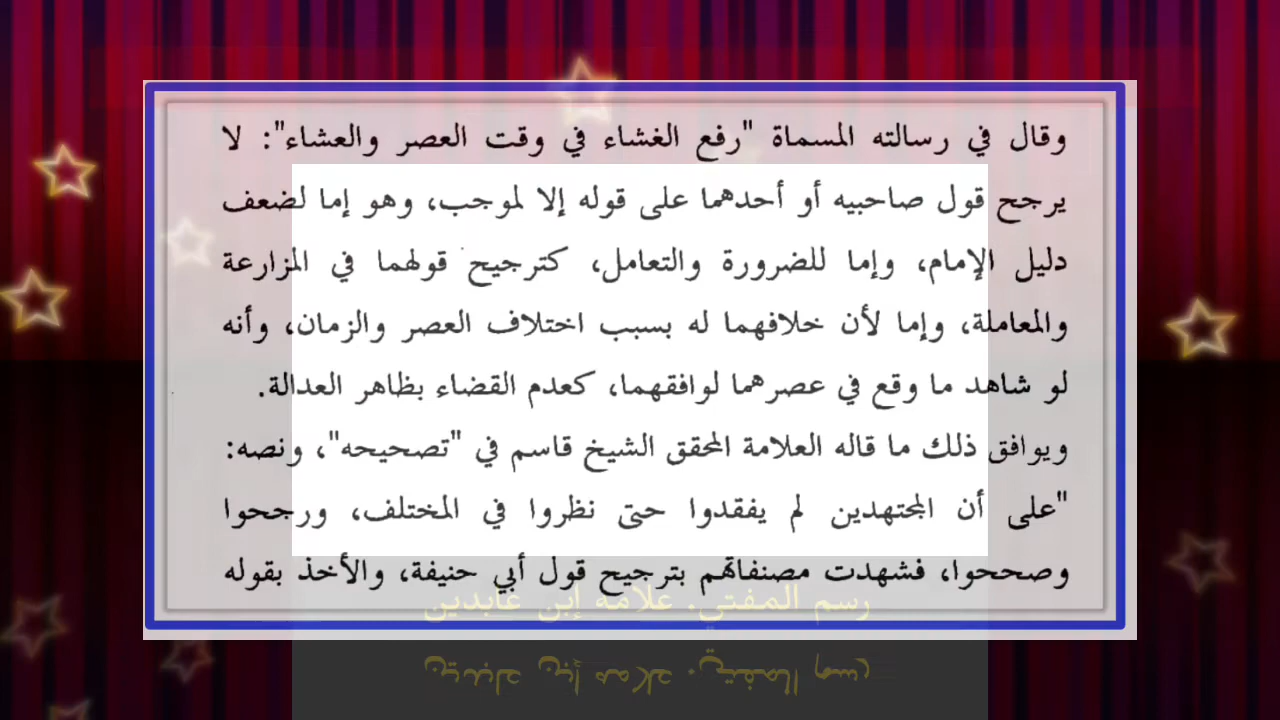 وقال في رسالته المسماة "رفع الغشاء في وقت العصر والعشاء": لا
يرجح قول صاحبيه أو أحدهما على قوله إلا لموجب، وهو إما لضعف
دليل الإمام، وإما للضرورة والتعامل، كترجيح قولهما في المزارعة
والمعاملة، وإما لأن خلافهما له بسبب اختلاف العصر والزمان، وأنه
لو شاهد ما وقع في عصرهما لوافقهما، كعدم القضاء بظاهر العدالة.
ويوافق ذلك ما قاله العلامة المحقق الشيخ قاسم في "تصحيحه"، ونصه:
"على أن المجتهدين لم يفقدوا حتى نظروا في المختلف، ورجحوا
وصححوا، فشهدت مصنفاتهم بترجيح قول أبي حنيفة، والأخذ بقوله
رسم المفتي. علامه إبن عابدين